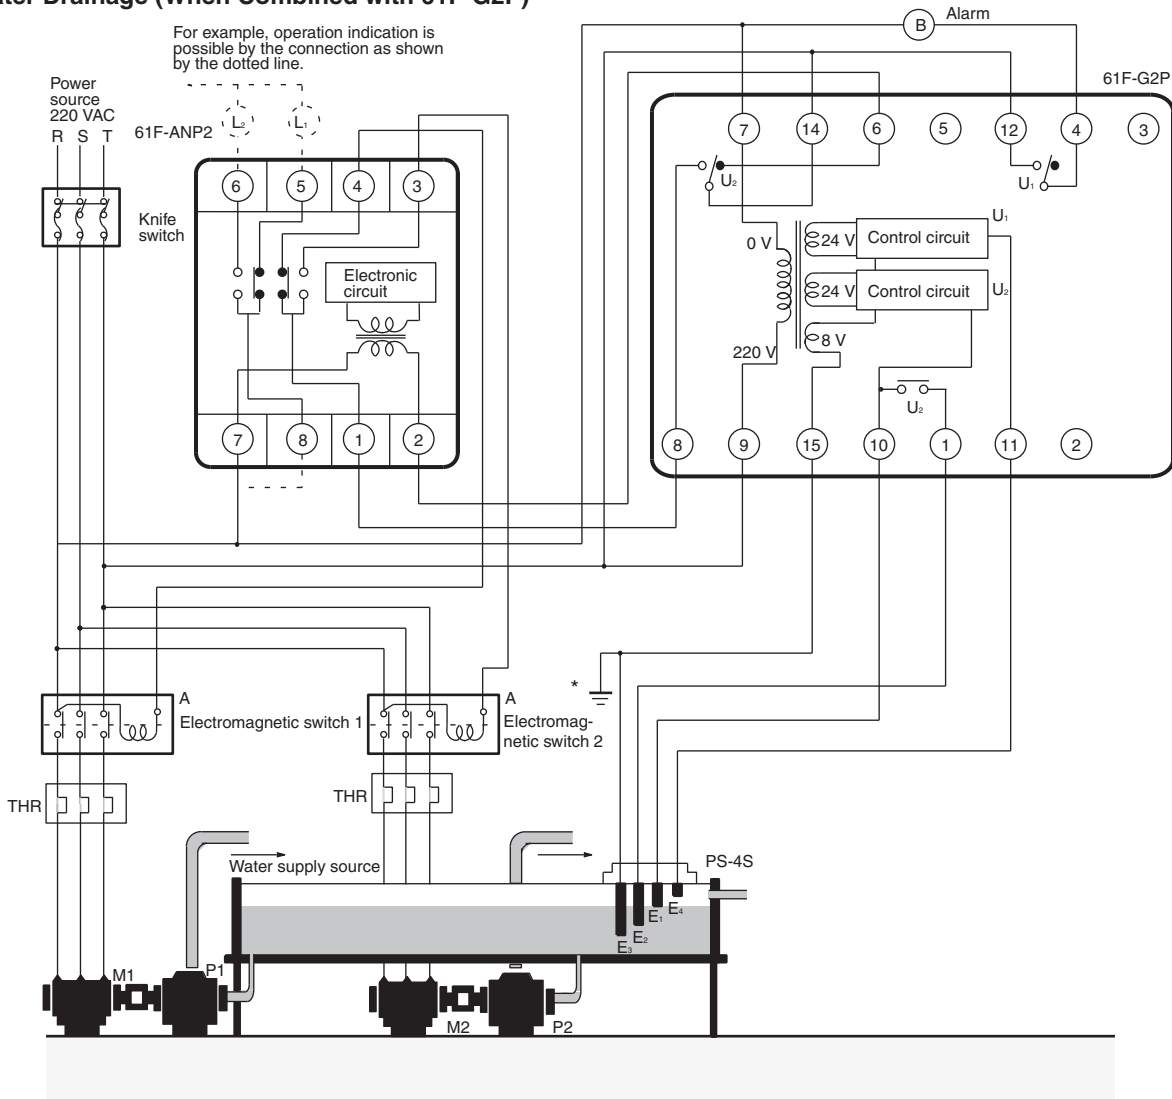 ter Drainage (When Combined with 61F-G2P)
For example, operation indication is
possible by the connection as shown
by the dotted line.
B
Alarm
61F-G2P
Power
source
220 VAC
R S T
61F-ANP2
L2 L1
7 14 6 5 12 4 3
6 5 4 3
Knife
switch
U2
U1
0 V
24 V
Control circuit
U1
Electronic
circuit
24 V
Control circuit
U2
220 V
8 V
U2
7 8 1 2
8 9 15 10 1 11 2
*
A
Electromagnetic switch 1
A
Electromag-
netic switch 2
THR
THR
Water supply source
PS-4S
E3 E2 E1 E4
M1
P1
M2
P2